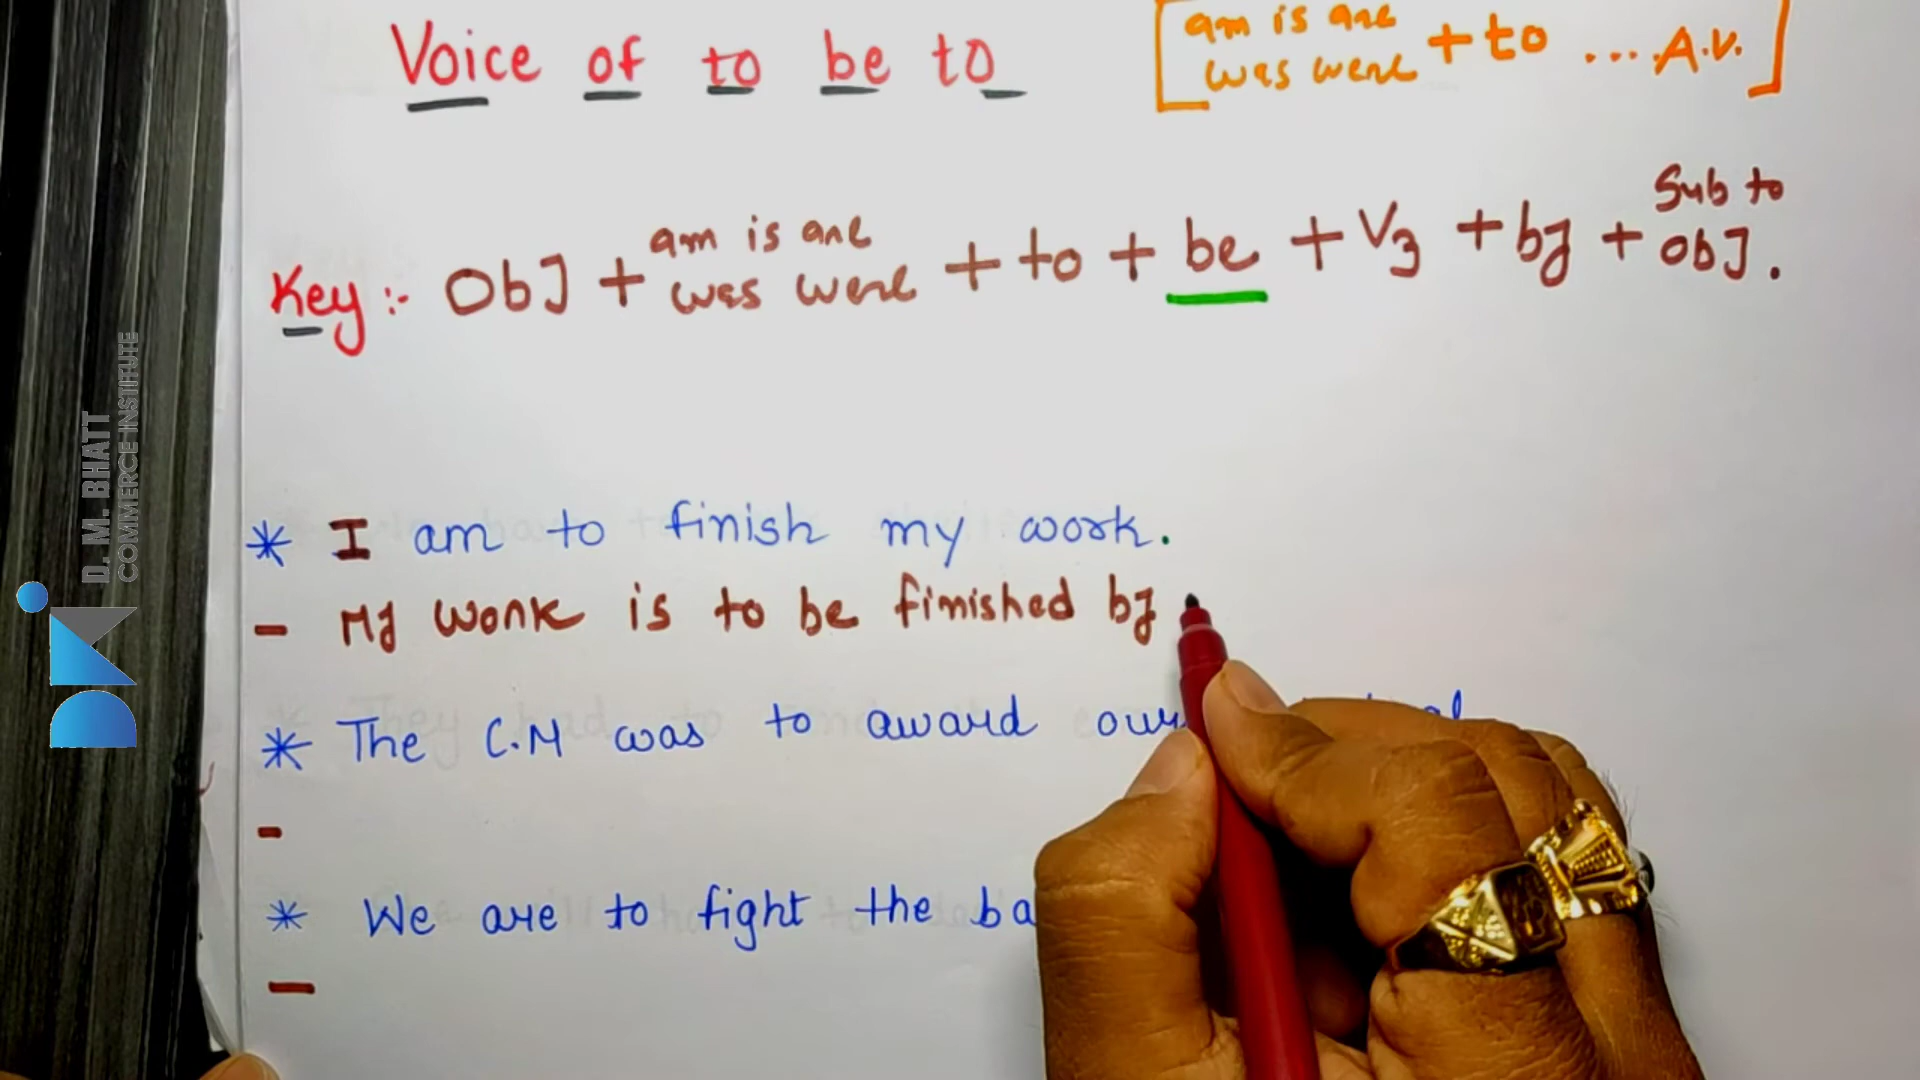 Voice of to be to
am is are
was were + to ... A.V.
Sub to
am is are
Key :- Obj + was were + to + be + V3 + by + obj.
* I am to finish my work.
- My work is to be finished by
* The C.M was to award our
-
* We are to fight the ba
-
D. M. BHATT
COMMERCE INSTITUTE